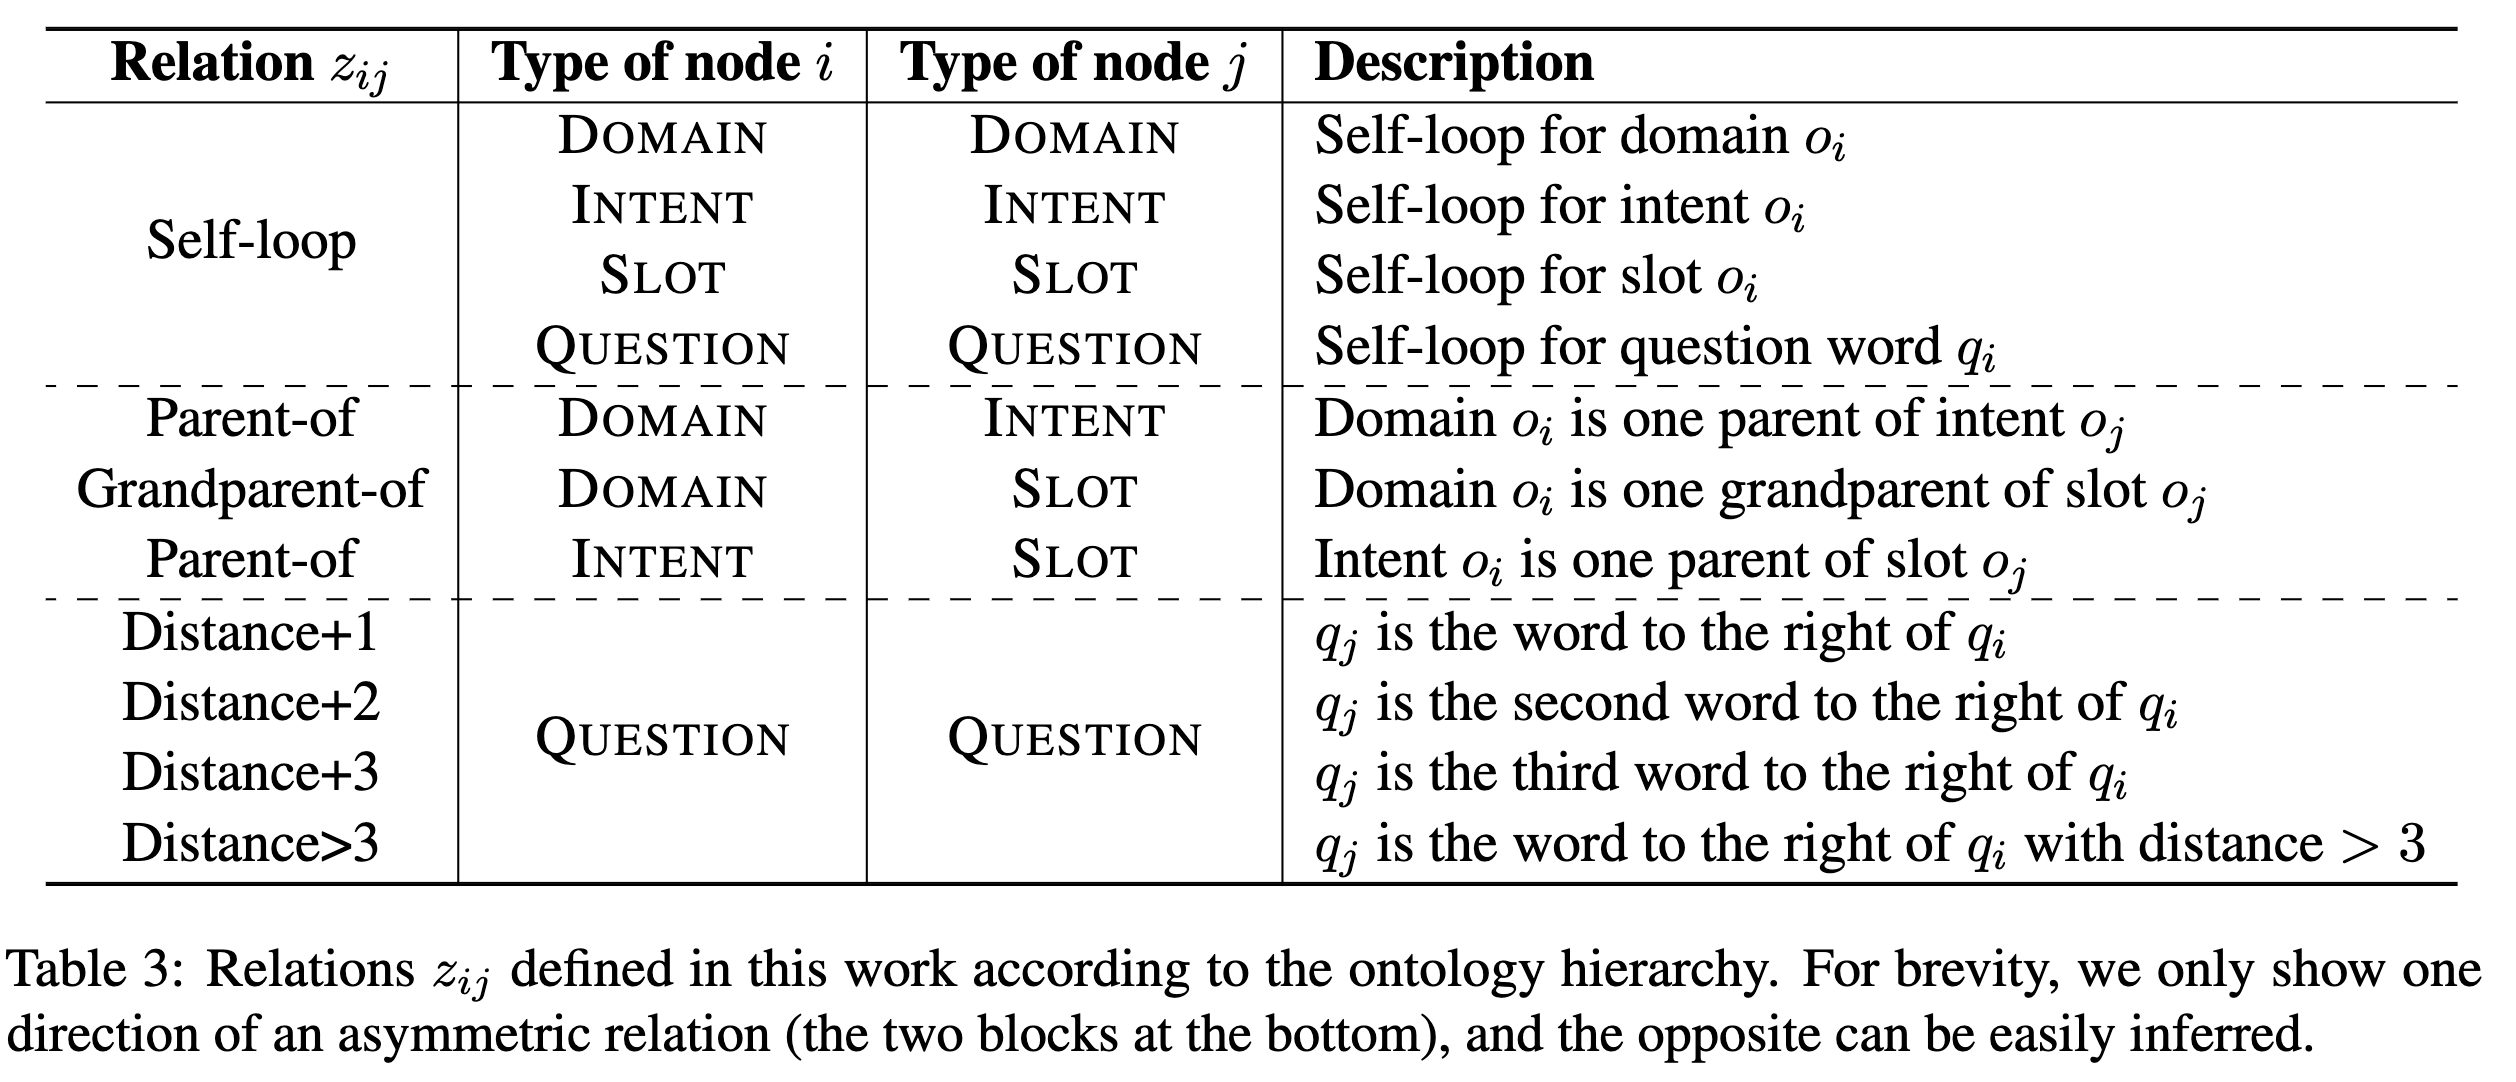 Relation z_ij Type of node i Type of node j Description
DOMAIN DOMAIN Self-loop for domain o_i
INTENT INTENT Self-loop for intent o_i
Self-loop
SLOT SLOT Self-loop for slot o_i
QUESTION QUESTION Self-loop for question word q_i
Parent-of DOMAIN INTENT Domain o_i is one parent of intent o_j
Grandparent-of DOMAIN SLOT Domain o_i is one grandparent of slot o_j
Parent-of INTENT SLOT Intent o_i is one parent of slot o_j
Distance+1 q_j is the word to the right of q_i
Distance+2 q_j is the second word to the right of q_i
QUESTION QUESTION
Distance+3 q_j is the third word to the right of q_i
Distance>3 q_j is the word to the right of q_i with distance > 3
Table 3: Relations z_ij defined in this work according to the ontology hierarchy. For brevity, we only show one
direction of an asymmetric relation (the two blocks at the bottom), and the opposite can be easily inferred.